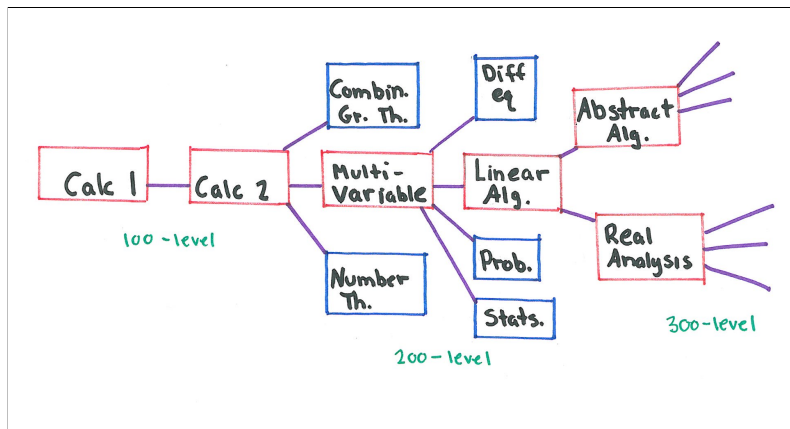 Calc 1
100-level
Calc 2
Combin.
Gr. Th.
Multi-
Variable
Number
Th.
Diff
eq
Linear
Alg.
Prob.
Stats.
200-level
Abstract
Alg.
Real
Analysis
300-level